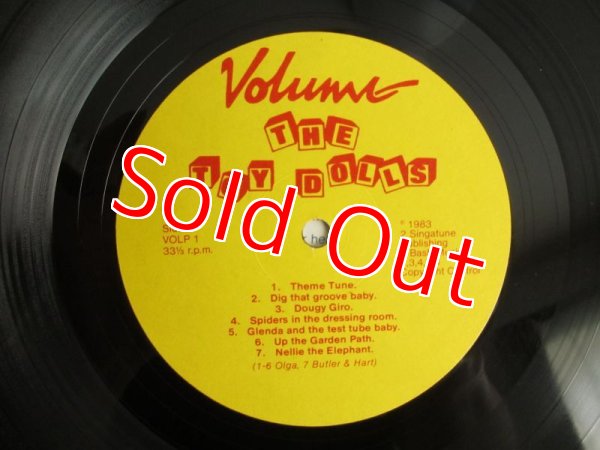 Volume
THE
TOY DOLLS
Sold Out
VOLP 1
33⅓ r.p.m.
1983
Singatune
1. Theme Tune.
2. Dig that groove baby.
3. Dougy Giro.
4. Spiders in the dressing room.
5. Glenda and the test tube baby.
6. Up the Garden Path.
7. Nellie the Elephant.
(1-6 Olga, 7 Butler & Hart)